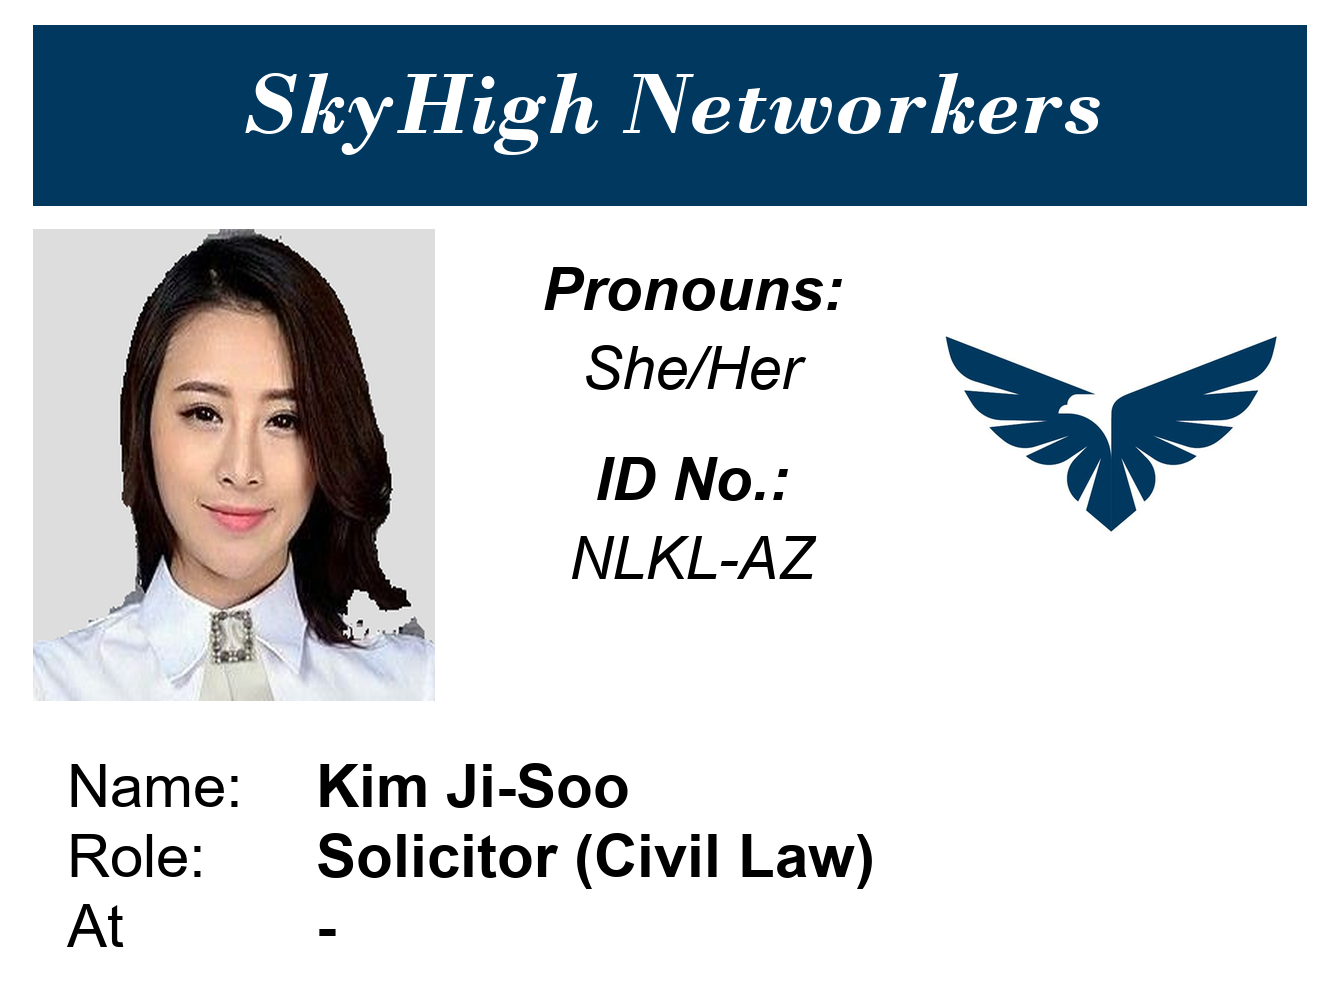 SkyHigh Networkers
Pronouns:
She/Her
ID No.:
NLKL-AZ
Name: Kim Ji-Soo
Role: Solicitor (Civil Law)
At -